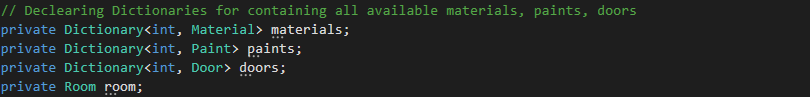 // Declearing Dictionaries for containing all available materials, paints, doors
private Dictionary<int, Material> materials;
private Dictionary<int, Paint> paints;
private Dictionary<int, Door> doors;
private Room room;